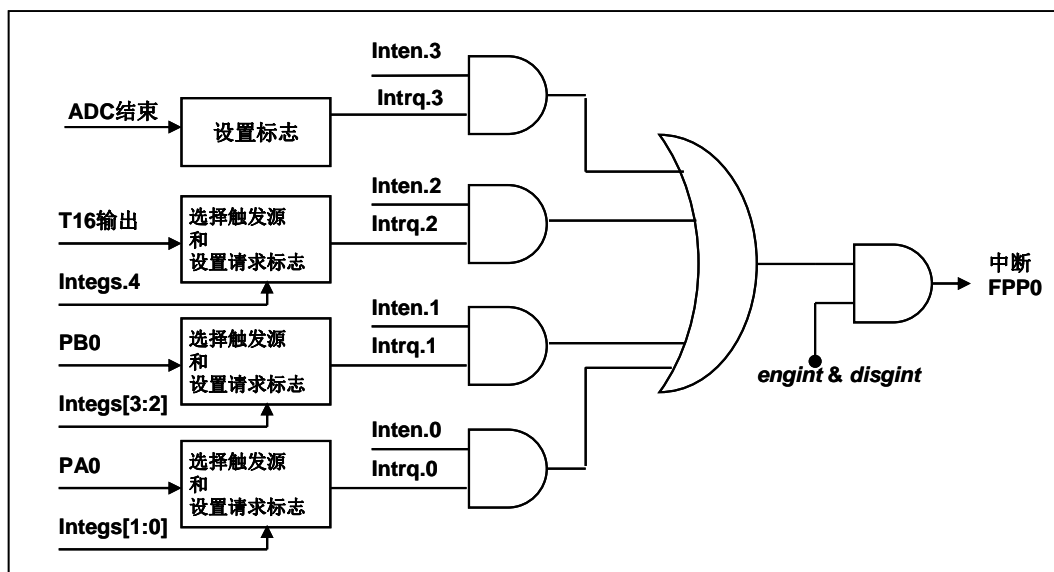 Inten.3
ADC结束
设置标志
Intrq.3
T16输出
Integs.4
选择触发源
和
设置请求标志
Inten.2
Intrq.2
PB0
Integs[3:2]
选择触发源
和
设置请求标志
Inten.1
Intrq.1
PA0
Integs[1:0]
选择触发源
和
设置请求标志
Inten.0
Intrq.0
engint & disgint
中断
FPP0